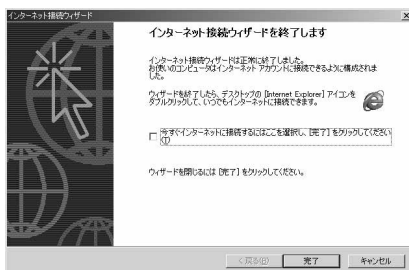 インターネット接続ウィザード
インターネット接続ウィザードを終了します
インターネット接続ウィザードは正常に終了しました。
お使いのコンピュータはインターネット アカウントに接続できるように構成されま
した。
ウィザードを終了したら、デスクトップの [Internet Explorer] アイコンを
ダブルクリックして、いつでもインターネットに接続できます。
今すぐインターネットに接続するにはここを選択し、[完了] をクリックしてください
(I)
ウィザードを閉じるには [完了] をクリックしてください。
< 戻る(B)
完了
キャンセル